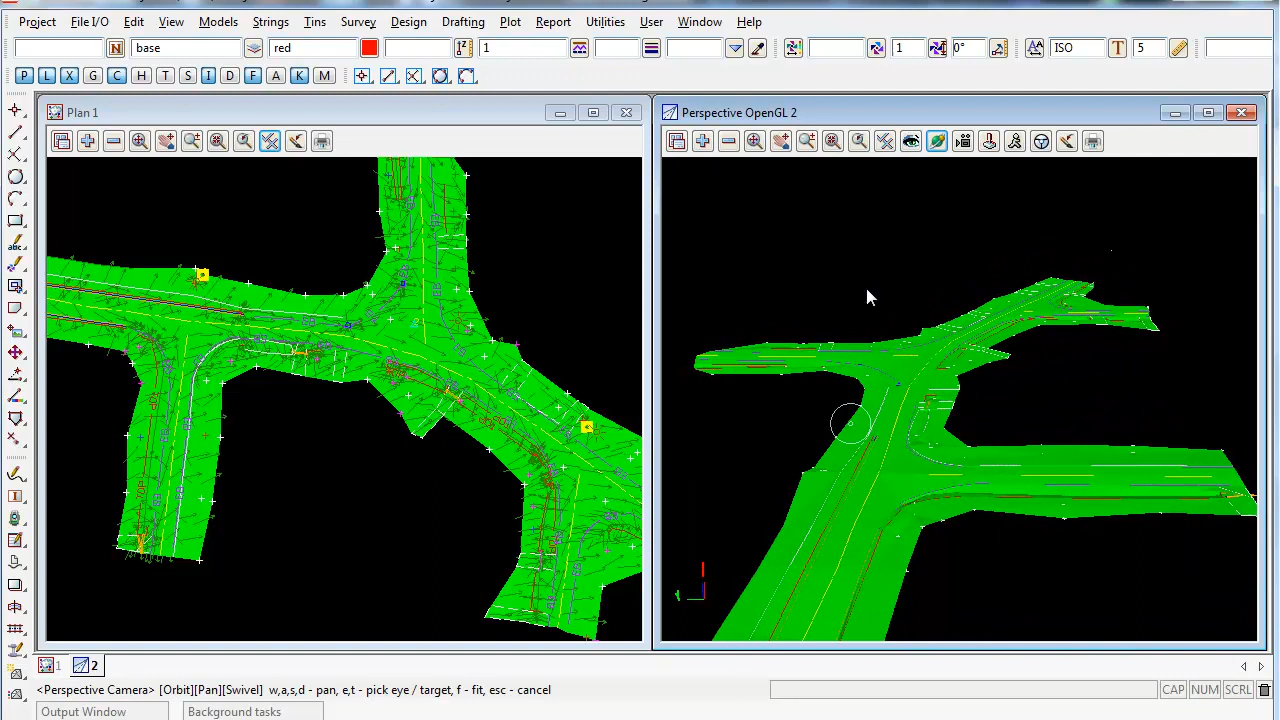 Project File I/O Edit View Models Strings Tins Survey Design Drafting Plot Report Utilities User Window Help
N base red 1 1 0° ISO T 5
P L X G C H T S I D F A K M
Plan 1
Perspective OpenGL 2
1 2
<Perspective Camera> [Orbit][Pan][Swivel] w,a,s,d - pan, e,t - pick eye / target, f - fit, esc - cancel
CAP NUM SCRL
Output Window Background tasks